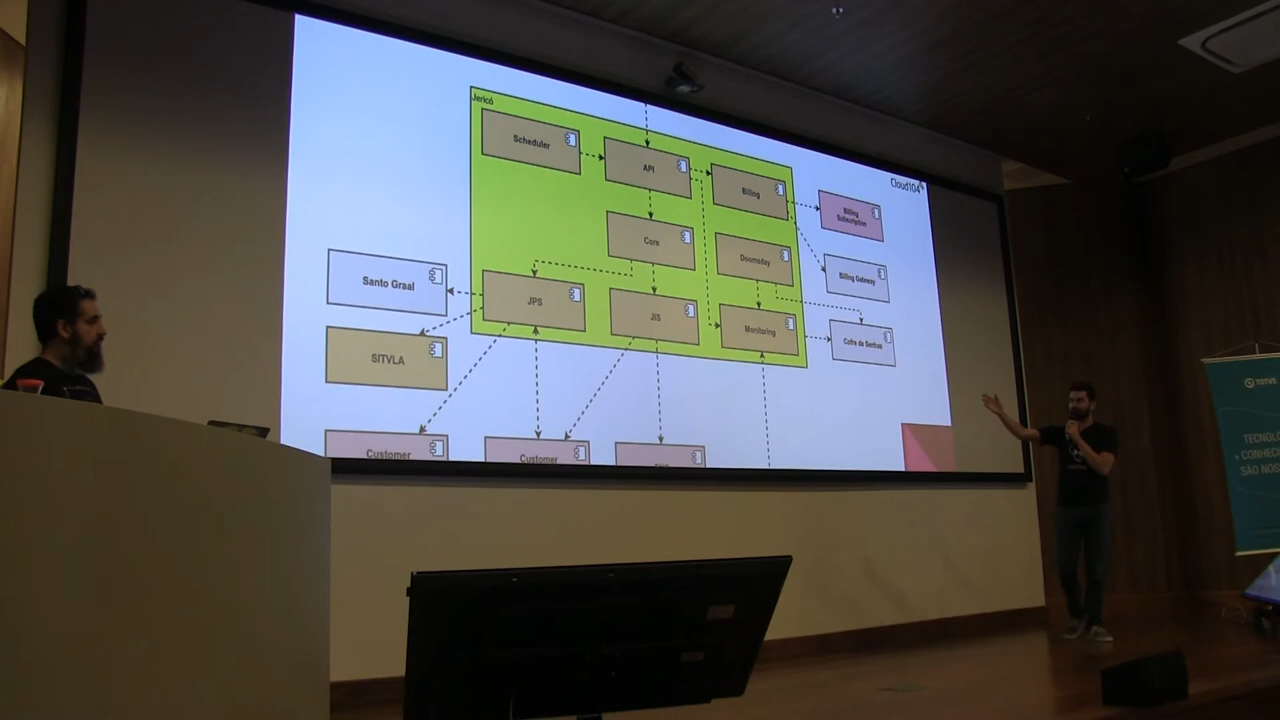 Jericó
Scheduler
API
Billing
Cloud104
Billing
Subscription
Core
Doomsday
Billing Gateway
Santo Graal
JPS
JIS
Monitoring
Cofre de Senhas
SITVLA
Customer
Customer
TOTVS
TECNOLO
+ CONHEC
SÃO NOS